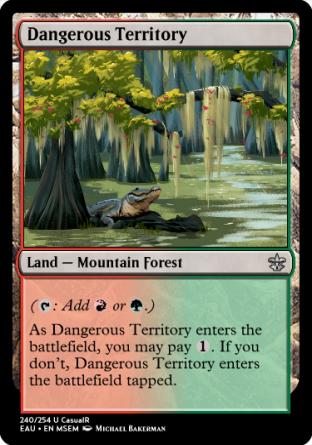 Dangerous Territory
Land — Mountain Forest
(: Add or .)
As Dangerous Territory enters the
battlefield, you may pay 1. If you
don't, Dangerous Territory enters
the battlefield tapped.
240/254 U CasualR
EAU • EN MSEM Michael Bakerman